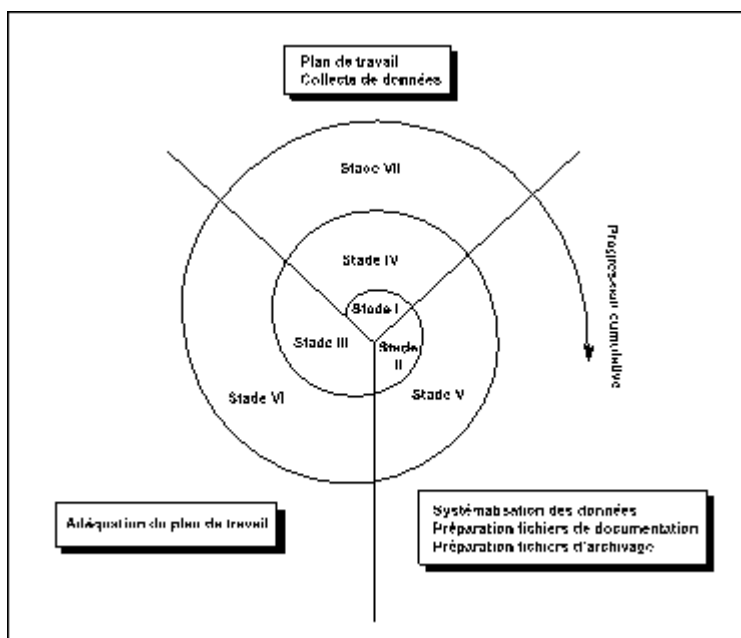 Plan de travail
Collecta de données
Stade VII
Stade IV
Stade I
Stade III
Stade
II
Stade VI
Stade V
Progression cumulative
Adéquation du plan de travail
Systématisation des données
Préparation fichiers de documentation
Préparation fichiers d'archivage